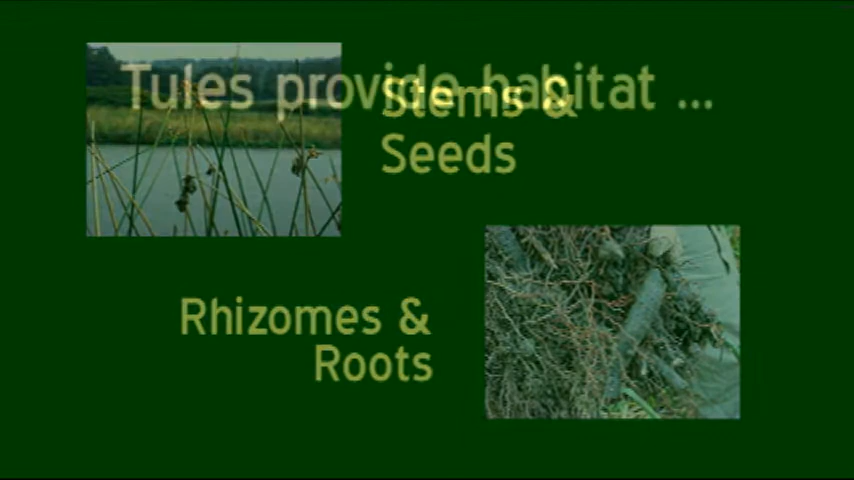 Tules provide habitat ...
Stems &
Seeds
Rhizomes &
Roots